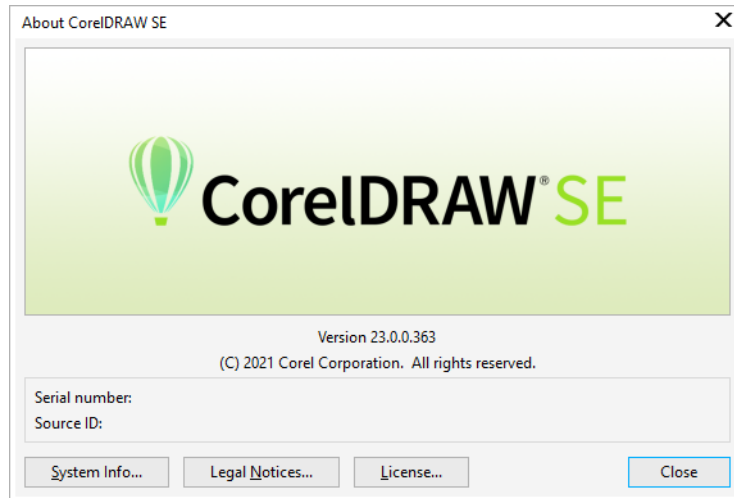 About CorelDRAW SE
CorelDRAW® SE
Version 23.0.0.363
(C) 2021 Corel Corporation. All rights reserved.
Serial number:
Source ID:
System Info...
Legal Notices...
License...
Close